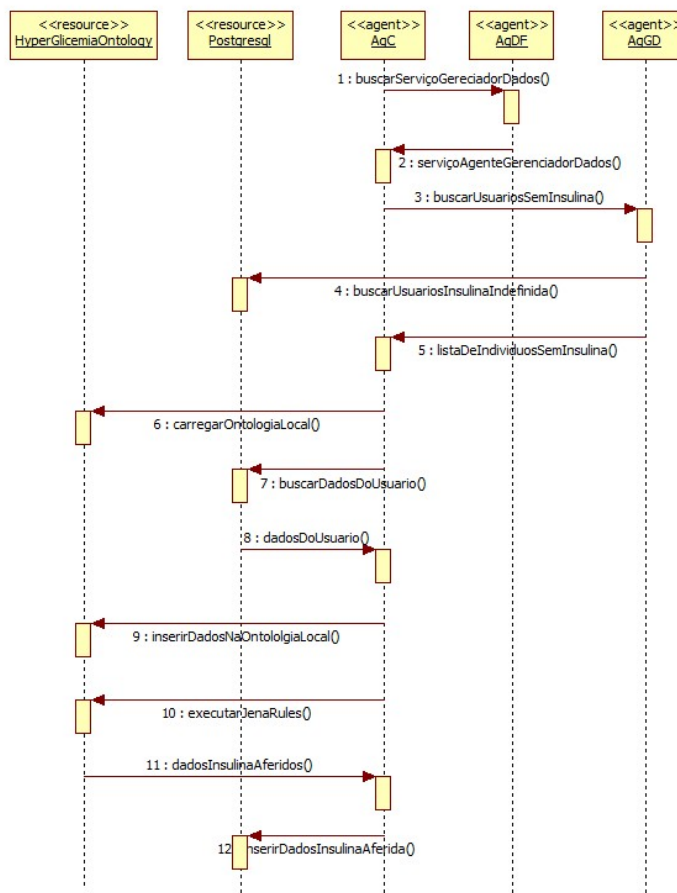 <<resource>>
HyperGlicemiaOntology
<<resource>>
Postgresql
<<agent>>
AgC
<<agent>>
AgDF
<<agent>>
AgGD
1 : buscarServiçoGereciadorDados()
2 : serviçoAgenteGerenciadorDados()
3 : buscarUsuariosSemInsulina()
4 : buscarUsuariosInsulinaIndefinida()
5 : listaDeIndividuosSemInsulina()
6 : carregarOntologiaLocal()
7 : buscarDadosDoUsuario()
8 : dadosDoUsuario()
9 : inserirDadosNaOntololgiaLocal()
10 : executarJenaRules()
11 : dadosInsulinaAferidos()
12 : inserirDadosInsulinaAferida()